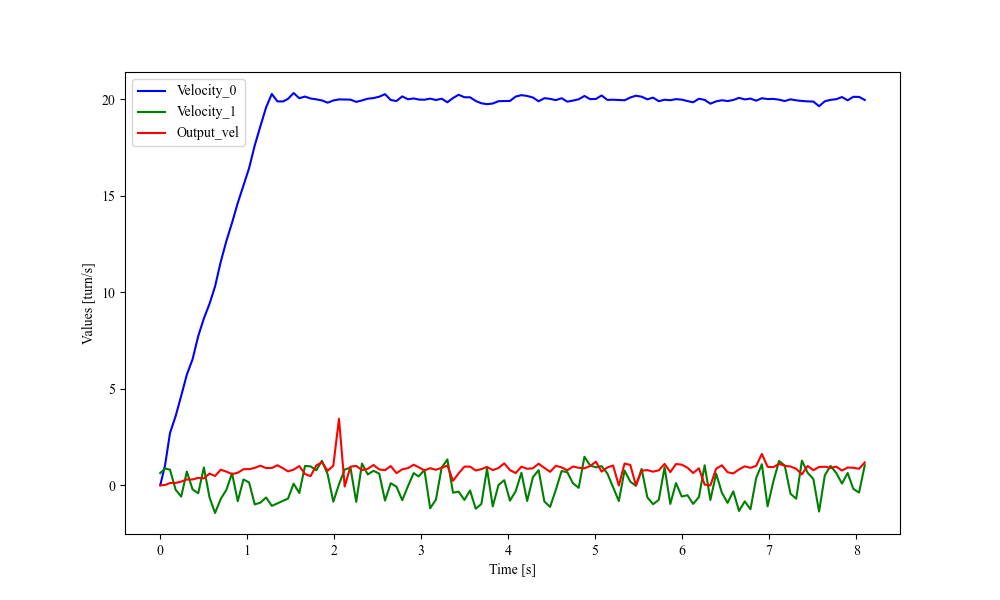 Velocity_0
Velocity_1
Output_vel
20
15
10
5
0
Values [turn/s]
0 1 2 3 4 5 6 7 8
Time [s]